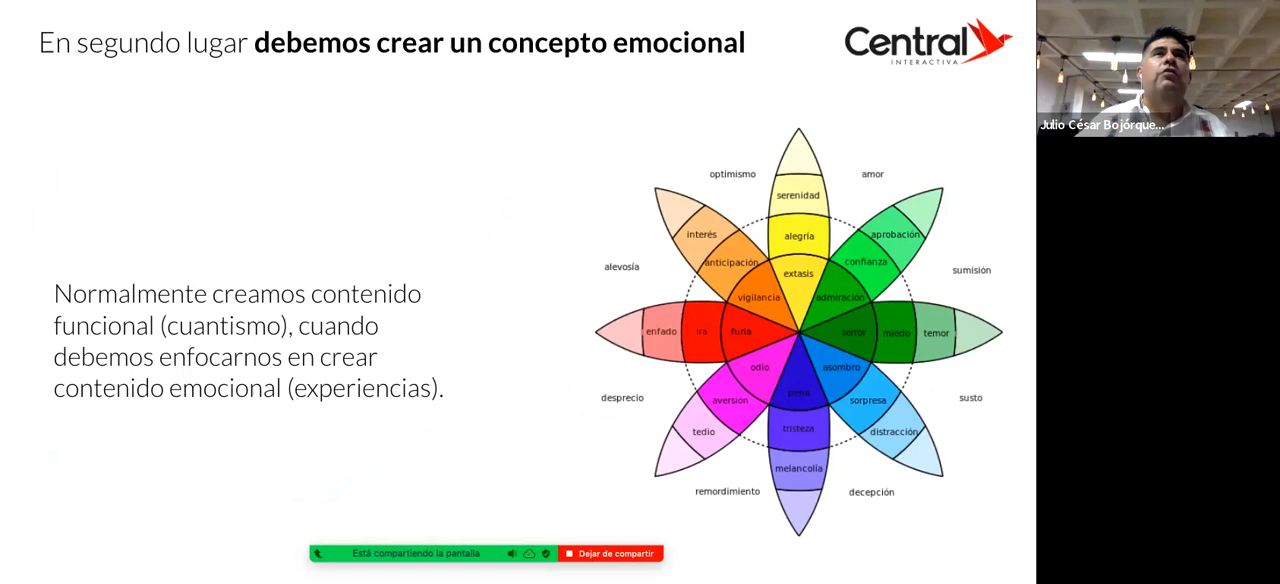 En segundo lugar debemos crear un concepto emocional
Central
INTERACTIVA
Julio César Bojórque...
Normalmente creamos contenido
funcional (cuantismo), cuando
debemos enfocarnos en crear
contenido emocional (experiencias).
optimismo
amor
serenidad
interés
alegría
aprobación
anticipación
confianza
alevosía
extasis
sumisión
vigilancia
admiración
enfado
ira
furia
terror
miedo
temor
odio
asombro
desprecio
aversión
pena
sorpresa
susto
tedio
tristeza
distracción
melancolía
remordimiento
decepción
Está compartiendo la pantalla
Dejar de compartir